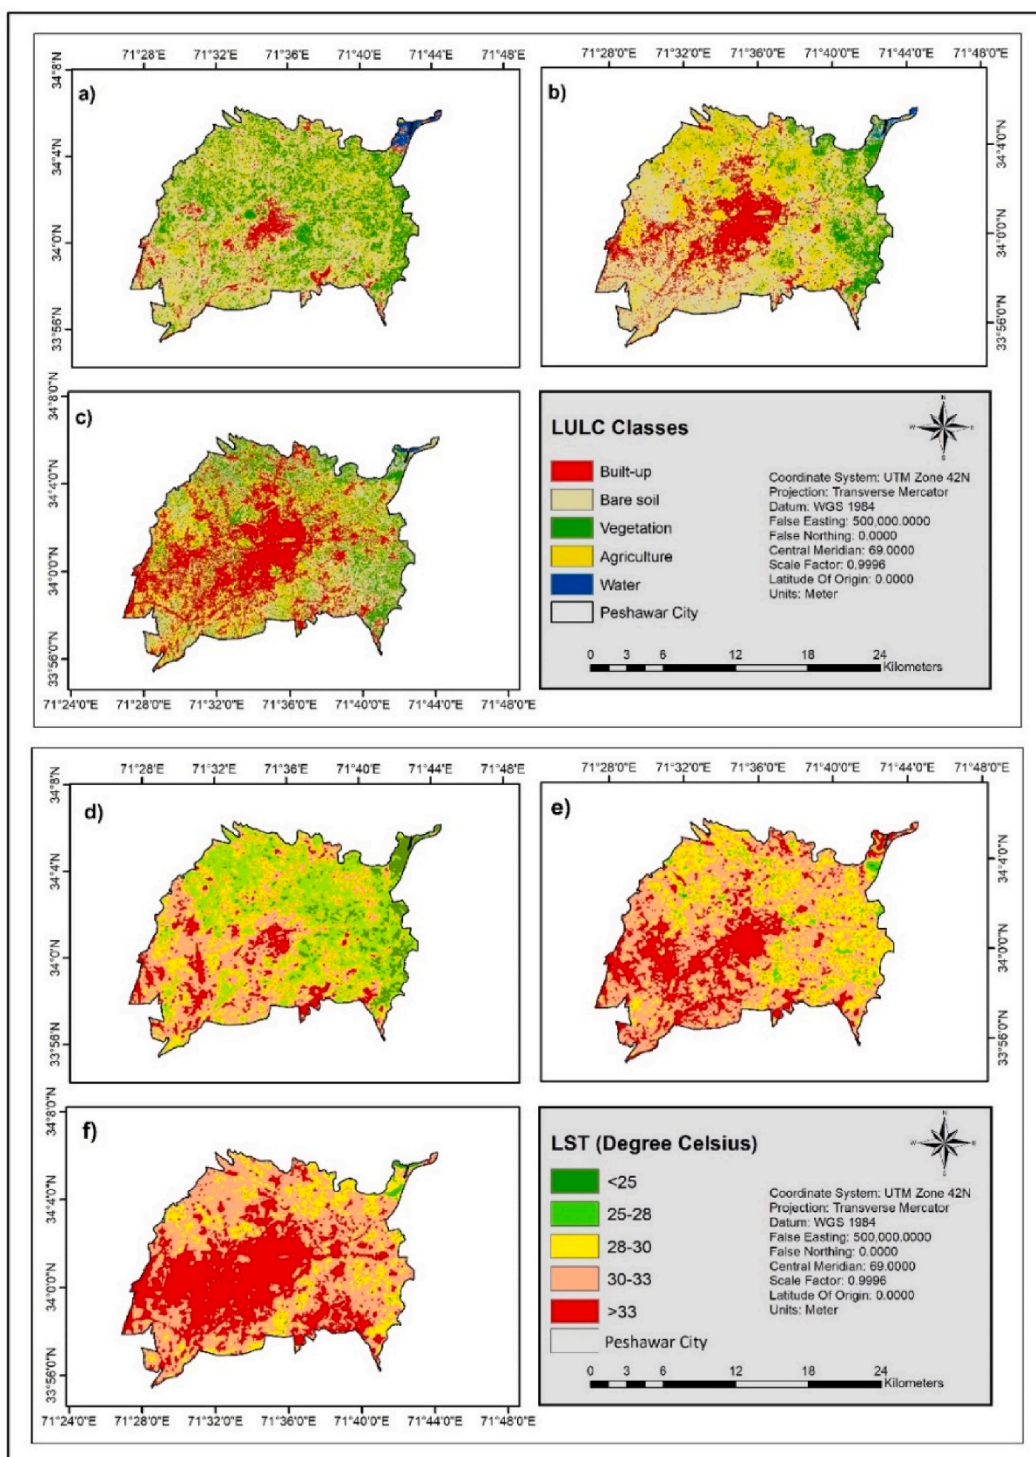 71°28'0"E 71°32'0"E 71°36'0"E 71°40'0"E 71°44'0"E
71°28'0"E 71°32'0"E 71°36'0"E 71°40'0"E 71°44'0"E 71°48'0"E
34°8'N
34°4'N
34°0'N
33°56'N
a)
b)
34°4'0"N
34°0'0"N
33°56'0"N
34°8'0"N
34°4'0"N
34°0'0"N
33°56'0"N
c)
71°24'0"E 71°28'0"E 71°32'0"E 71°36'0"E 71°40'0"E 71°44'0"E 71°48'0"E
LULC Classes
Built-up
Bare soil
Vegetation
Agriculture
Water
Peshawar City
N
W E
S
Coordinate System: UTM Zone 42N
Projection: Transverse Mercator
Datum: WGS 1984
False Easting: 500,000.0000
False Northing: 0.0000
Central Meridian: 69.0000
Scale Factor: 0.9996
Latitude Of Origin: 0.0000
Units: Meter
0 3 6 12 18 24
Kilometers
71°28'E 71°32'E 71°36'E 71°40'E 71°44'E
71°28'0"E 71°32'0"E 71°36'0"E 71°40'0"E 71°44'0"E 71°48'0"E
34°8'N
34°4'N
34°0'N
33°56'N
d)
e)
34°4'0"N
34°0'0"N
33°56'0"N
34°8'0"N
34°4'0"N
34°0'0"N
33°56'0"N
f)
71°24'0"E 71°28'0"E 71°32'0"E 71°36'0"E 71°40'0"E 71°44'0"E 71°48'0"E
LST (Degree Celsius)
<25
25-28
28-30
30-33
>33
Peshawar City
N
W E
S
Coordinate System: UTM Zone 42N
Projection: Transverse Mercator
Datum: WGS 1984
False Easting: 500,000.0000
False Northing: 0.0000
Central Meridian: 69.0000
Scale Factor: 0.9996
Latitude Of Origin: 0.0000
Units: Meter
0 3 6 12 18 24
Kilometers